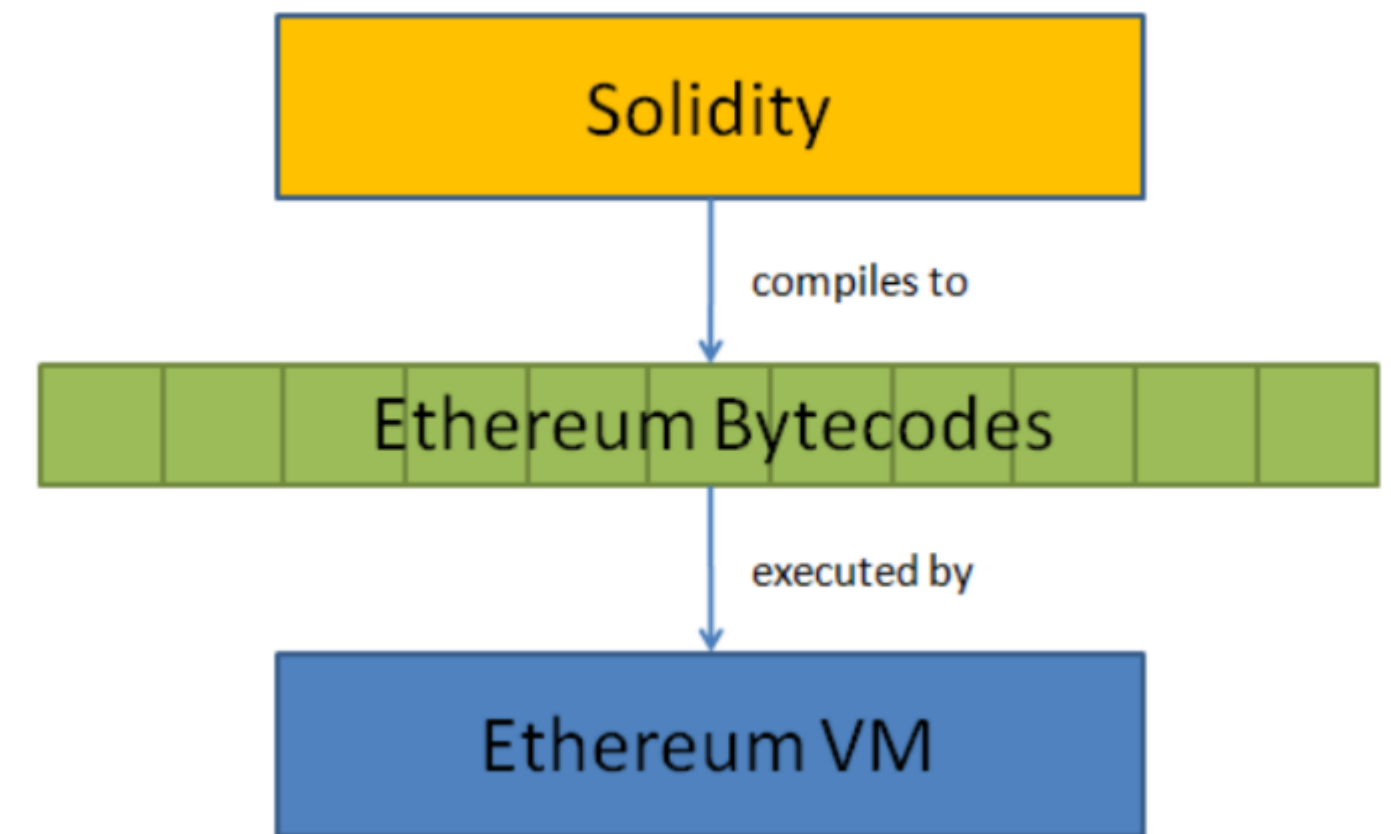 Solidity
compiles to
Ethereum Bytecodes
executed by
Ethereum VM